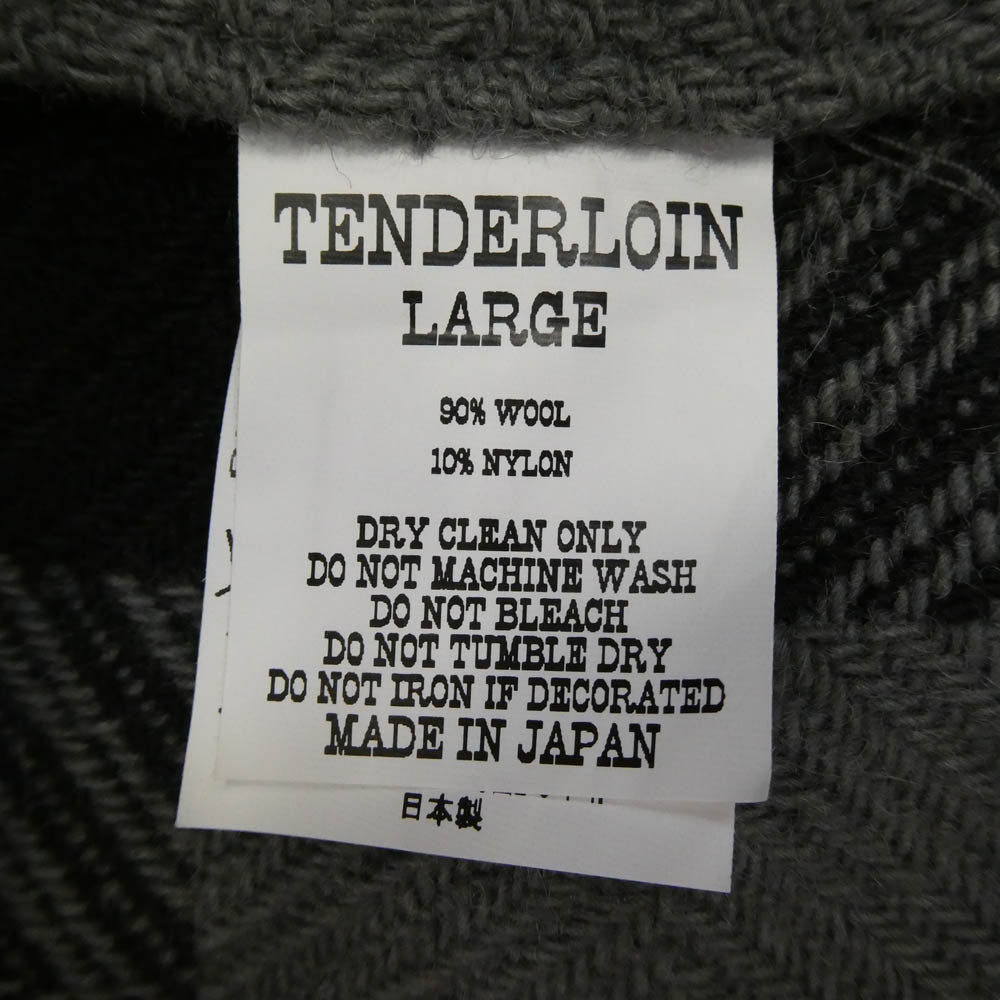 TENDERLOIN
LARGE
90% WOOL
10% NYLON
DRY CLEAN ONLY
DO NOT MACHINE WASH
DO NOT BLEACH
DO NOT TUMBLE DRY
DO NOT IRON IF DECORATED
MADE IN JAPAN
日本製